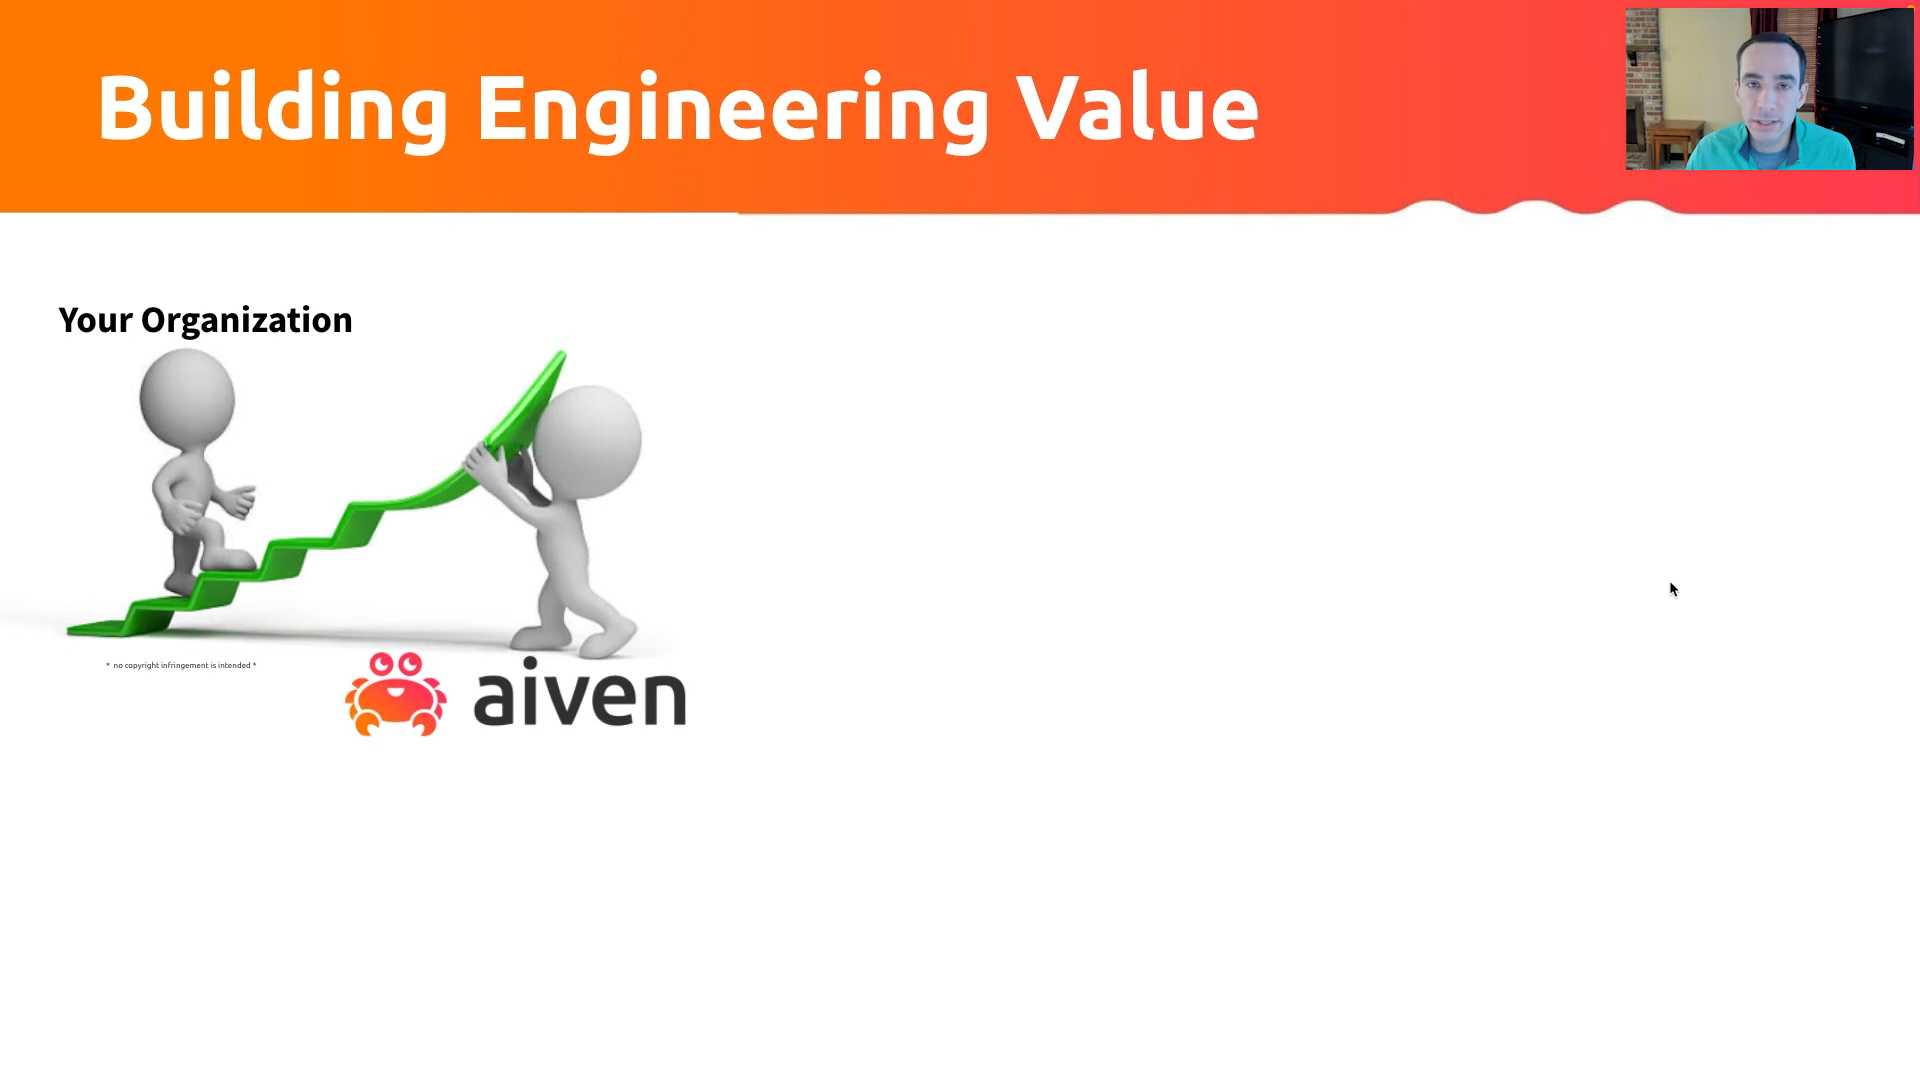 Building Engineering Value
Your Organization
* no copyright infringement is intended *
aiven